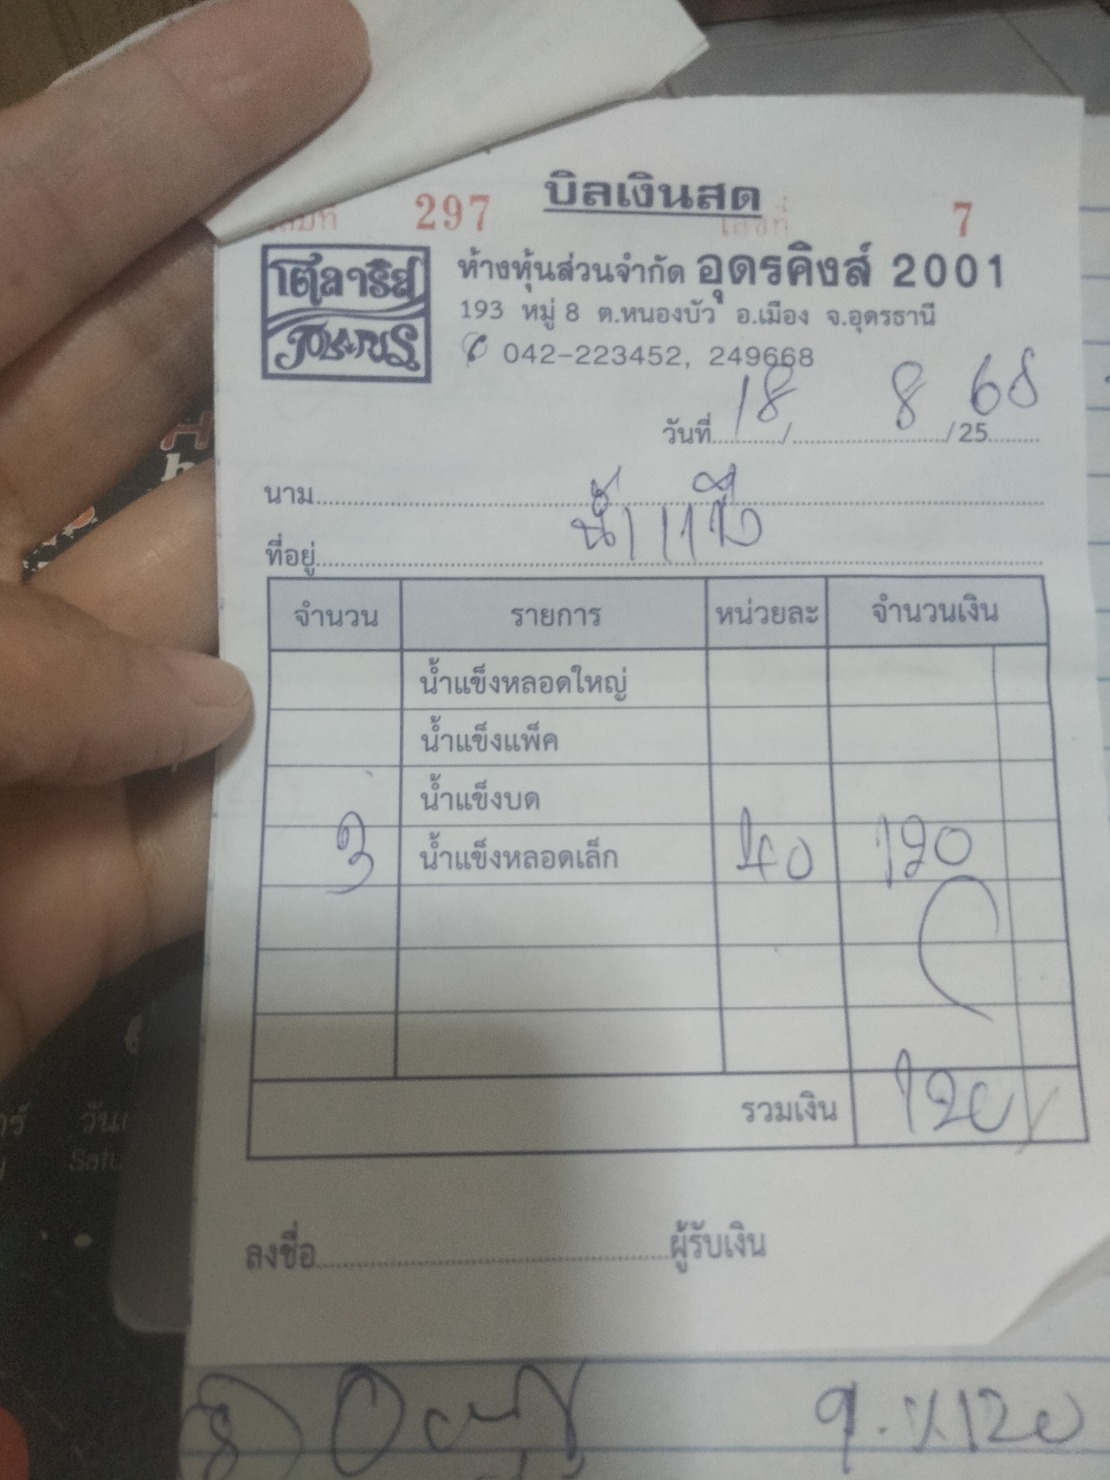 บิลเงินสด
297 เลขที่ 7
โตลาริส
ห้างหุ้นส่วนจำกัด อุดรคิงส์ 2001
193 หมู่ 8 ต.หนองบัว อ.เมือง จ.อุดรธานี
042-223452, 249668
วันที่ 18 / 8 /25 68
นาม
ที่อยู่
จำนวน รายการ หน่วยละ จำนวนเงิน
น้ำแข็งหลอดใหญ่
น้ำแข็งแพ็ค
น้ำแข็งบด
3 น้ำแข็งหลอดเล็ก 40 120
รวมเงิน 120
ลงชื่อ ผู้รับเงิน
120